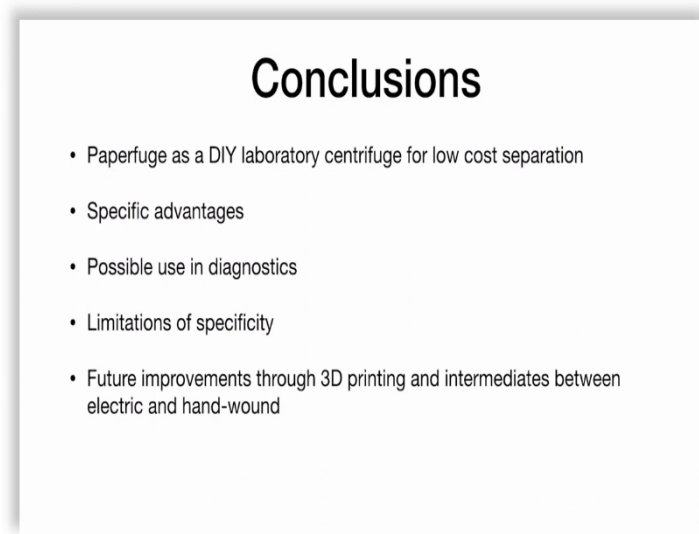 Conclusions
• Paperfuge as a DIY laboratory centrifuge for low cost separation
• Specific advantages
• Possible use in diagnostics
• Limitations of specificity
• Future improvements through 3D printing and intermediates between
electric and hand-wound